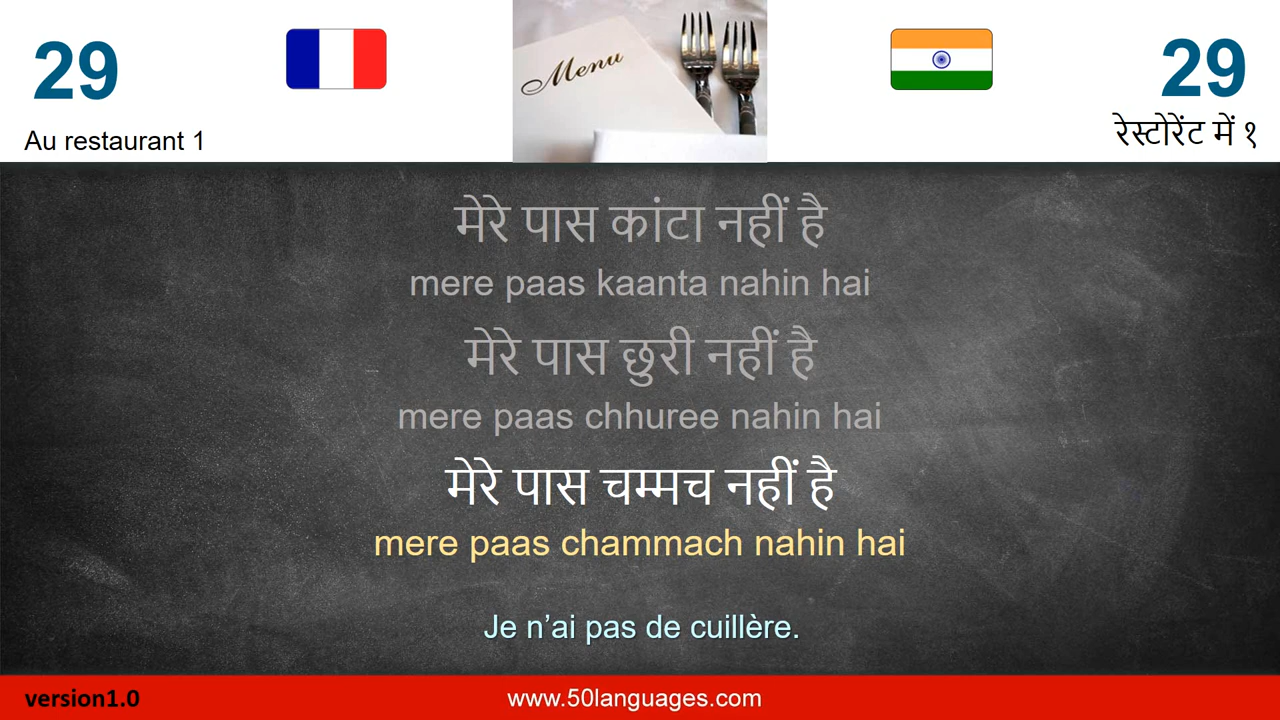 29
29
Au restaurant 1
Menu
रेस्टोरेंट में १
मेरे पास कांटा नहीं है
mere paas kaanta nahin hai
मेरे पास छुरी नहीं है
mere paas chhuree nahin hai
मेरे पास चम्मच नहीं है
mere paas chammach nahin hai
Je n’ai pas de cuillère.
version1.0
www.50languages.com